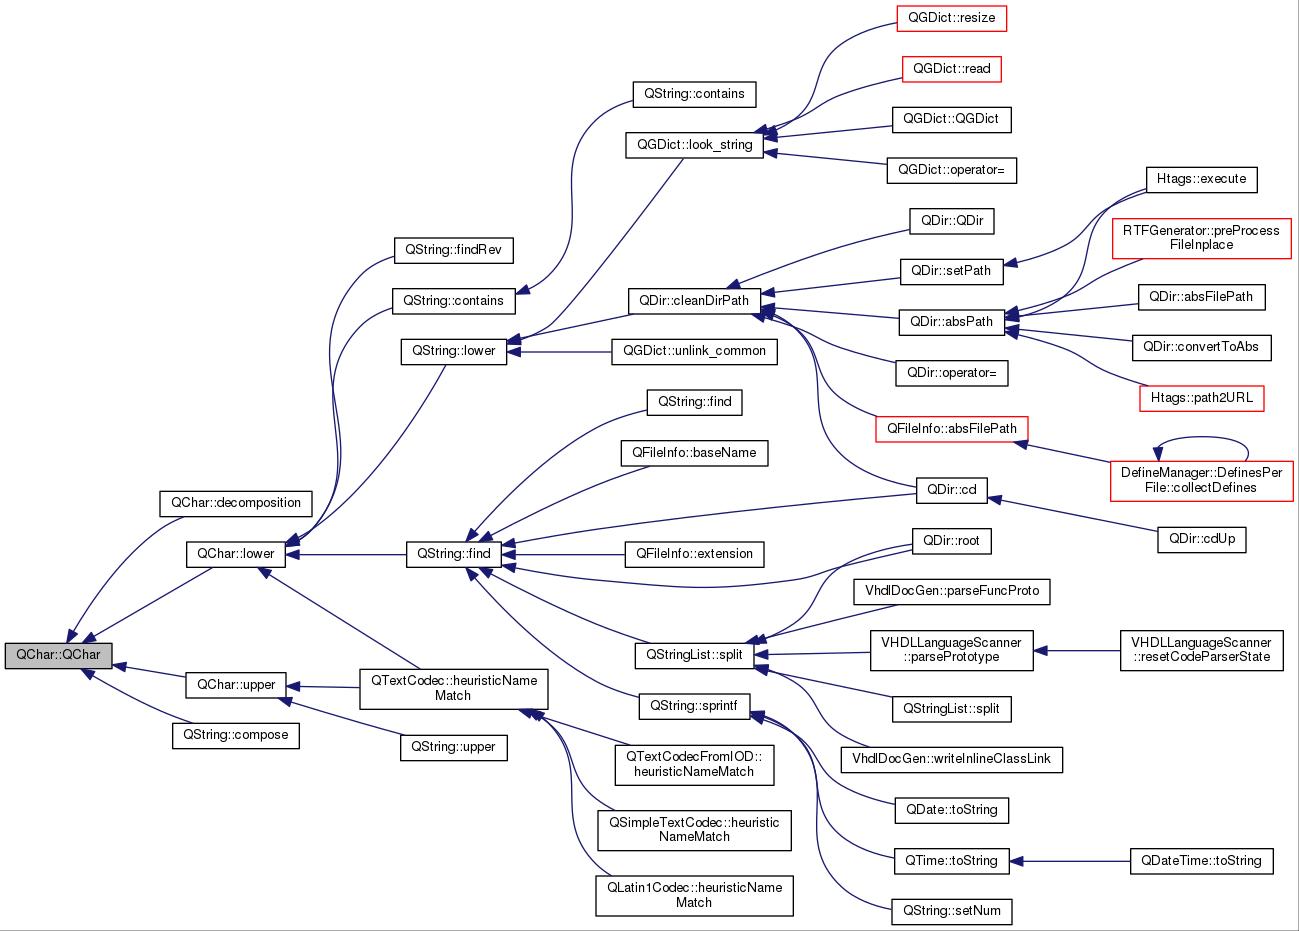 QGDict::resize
QGDict::read
QString::contains
QGDict::QGDict
QGDict::look_string
QGDict::operator=
Htags::execute
QDir::QDir
RTFGenerator::preProcess
FileInplace
QString::findRev
QDir::setPath
QString::contains
QDir::cleanDirPath
QDir::absFilePath
QDir::absPath
QString::lower
QGDict::unlink_common
QDir::convertToAbs
QDir::operator=
QString::find
Htags::path2URL
QFileInfo::absFilePath
QFileInfo::baseName
DefineManager::DefinesPer
File::collectDefines
QDir::cd
QChar::decomposition
QDir::cdUp
QDir::root
QChar::lower
QString::find
QFileInfo::extension
VhdlDocGen::parseFuncProto
QChar::QChar
QStringList::split
VHDLLanguageScanner
::parsePrototype
VHDLLanguageScanner
::resetCodeParserState
QChar::upper
QTextCodec::heuristicName
Match
QString::sprintf
QStringList::split
QString::compose
QString::upper
QTextCodecFromIOD::
heuristicNameMatch
VhdlDocGen::writeInlineClassLink
QDate::toString
QSimpleTextCodec::heuristic
NameMatch
QTime::toString
QDateTime::toString
QLatin1Codec::heuristicName
Match
QString::setNum